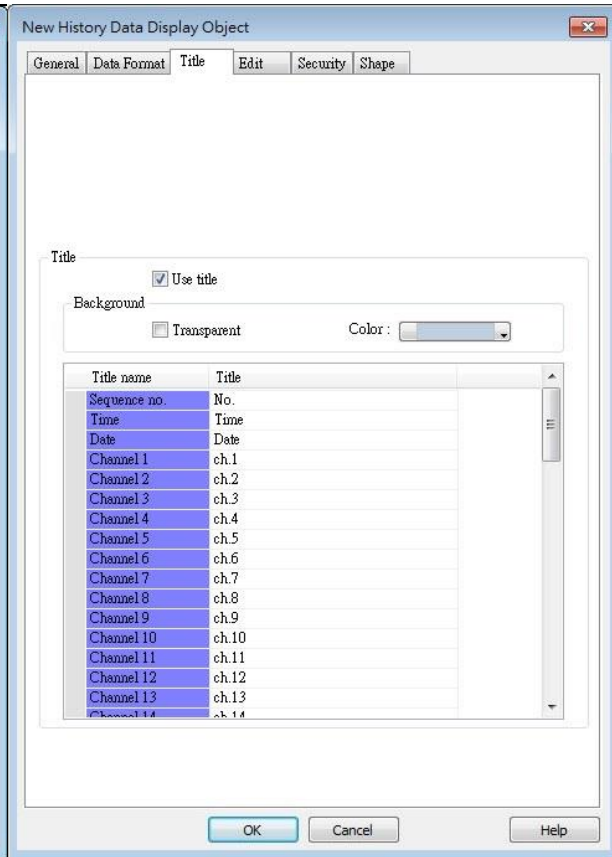 New History Data Display Object
General Data Format Title Edit Security Shape
Title
Use title
Background
Transparent Color :
Title name Title
Sequence no. No.
Time Time
Date Date
Channel 1 ch.1
Channel 2 ch.2
Channel 3 ch.3
Channel 4 ch.4
Channel 5 ch.5
Channel 6 ch.6
Channel 7 ch.7
Channel 8 ch.8
Channel 9 ch.9
Channel 10 ch.10
Channel 11 ch.11
Channel 12 ch.12
Channel 13 ch.13
Channel 14 ch.14
OK Cancel Help